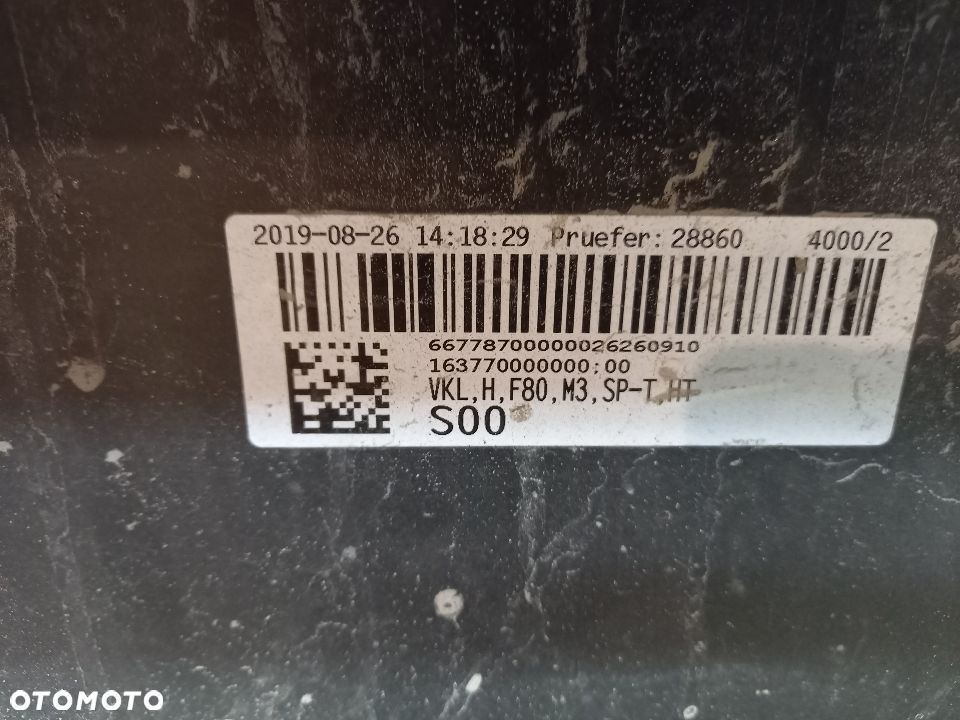 2019-08-26 14:18:29 Pruefer: 28860 4000/2
66778700000026260910
163770000000;00
VKL,H,F80,M3,SP-T,HT
S00
OTOMOTO